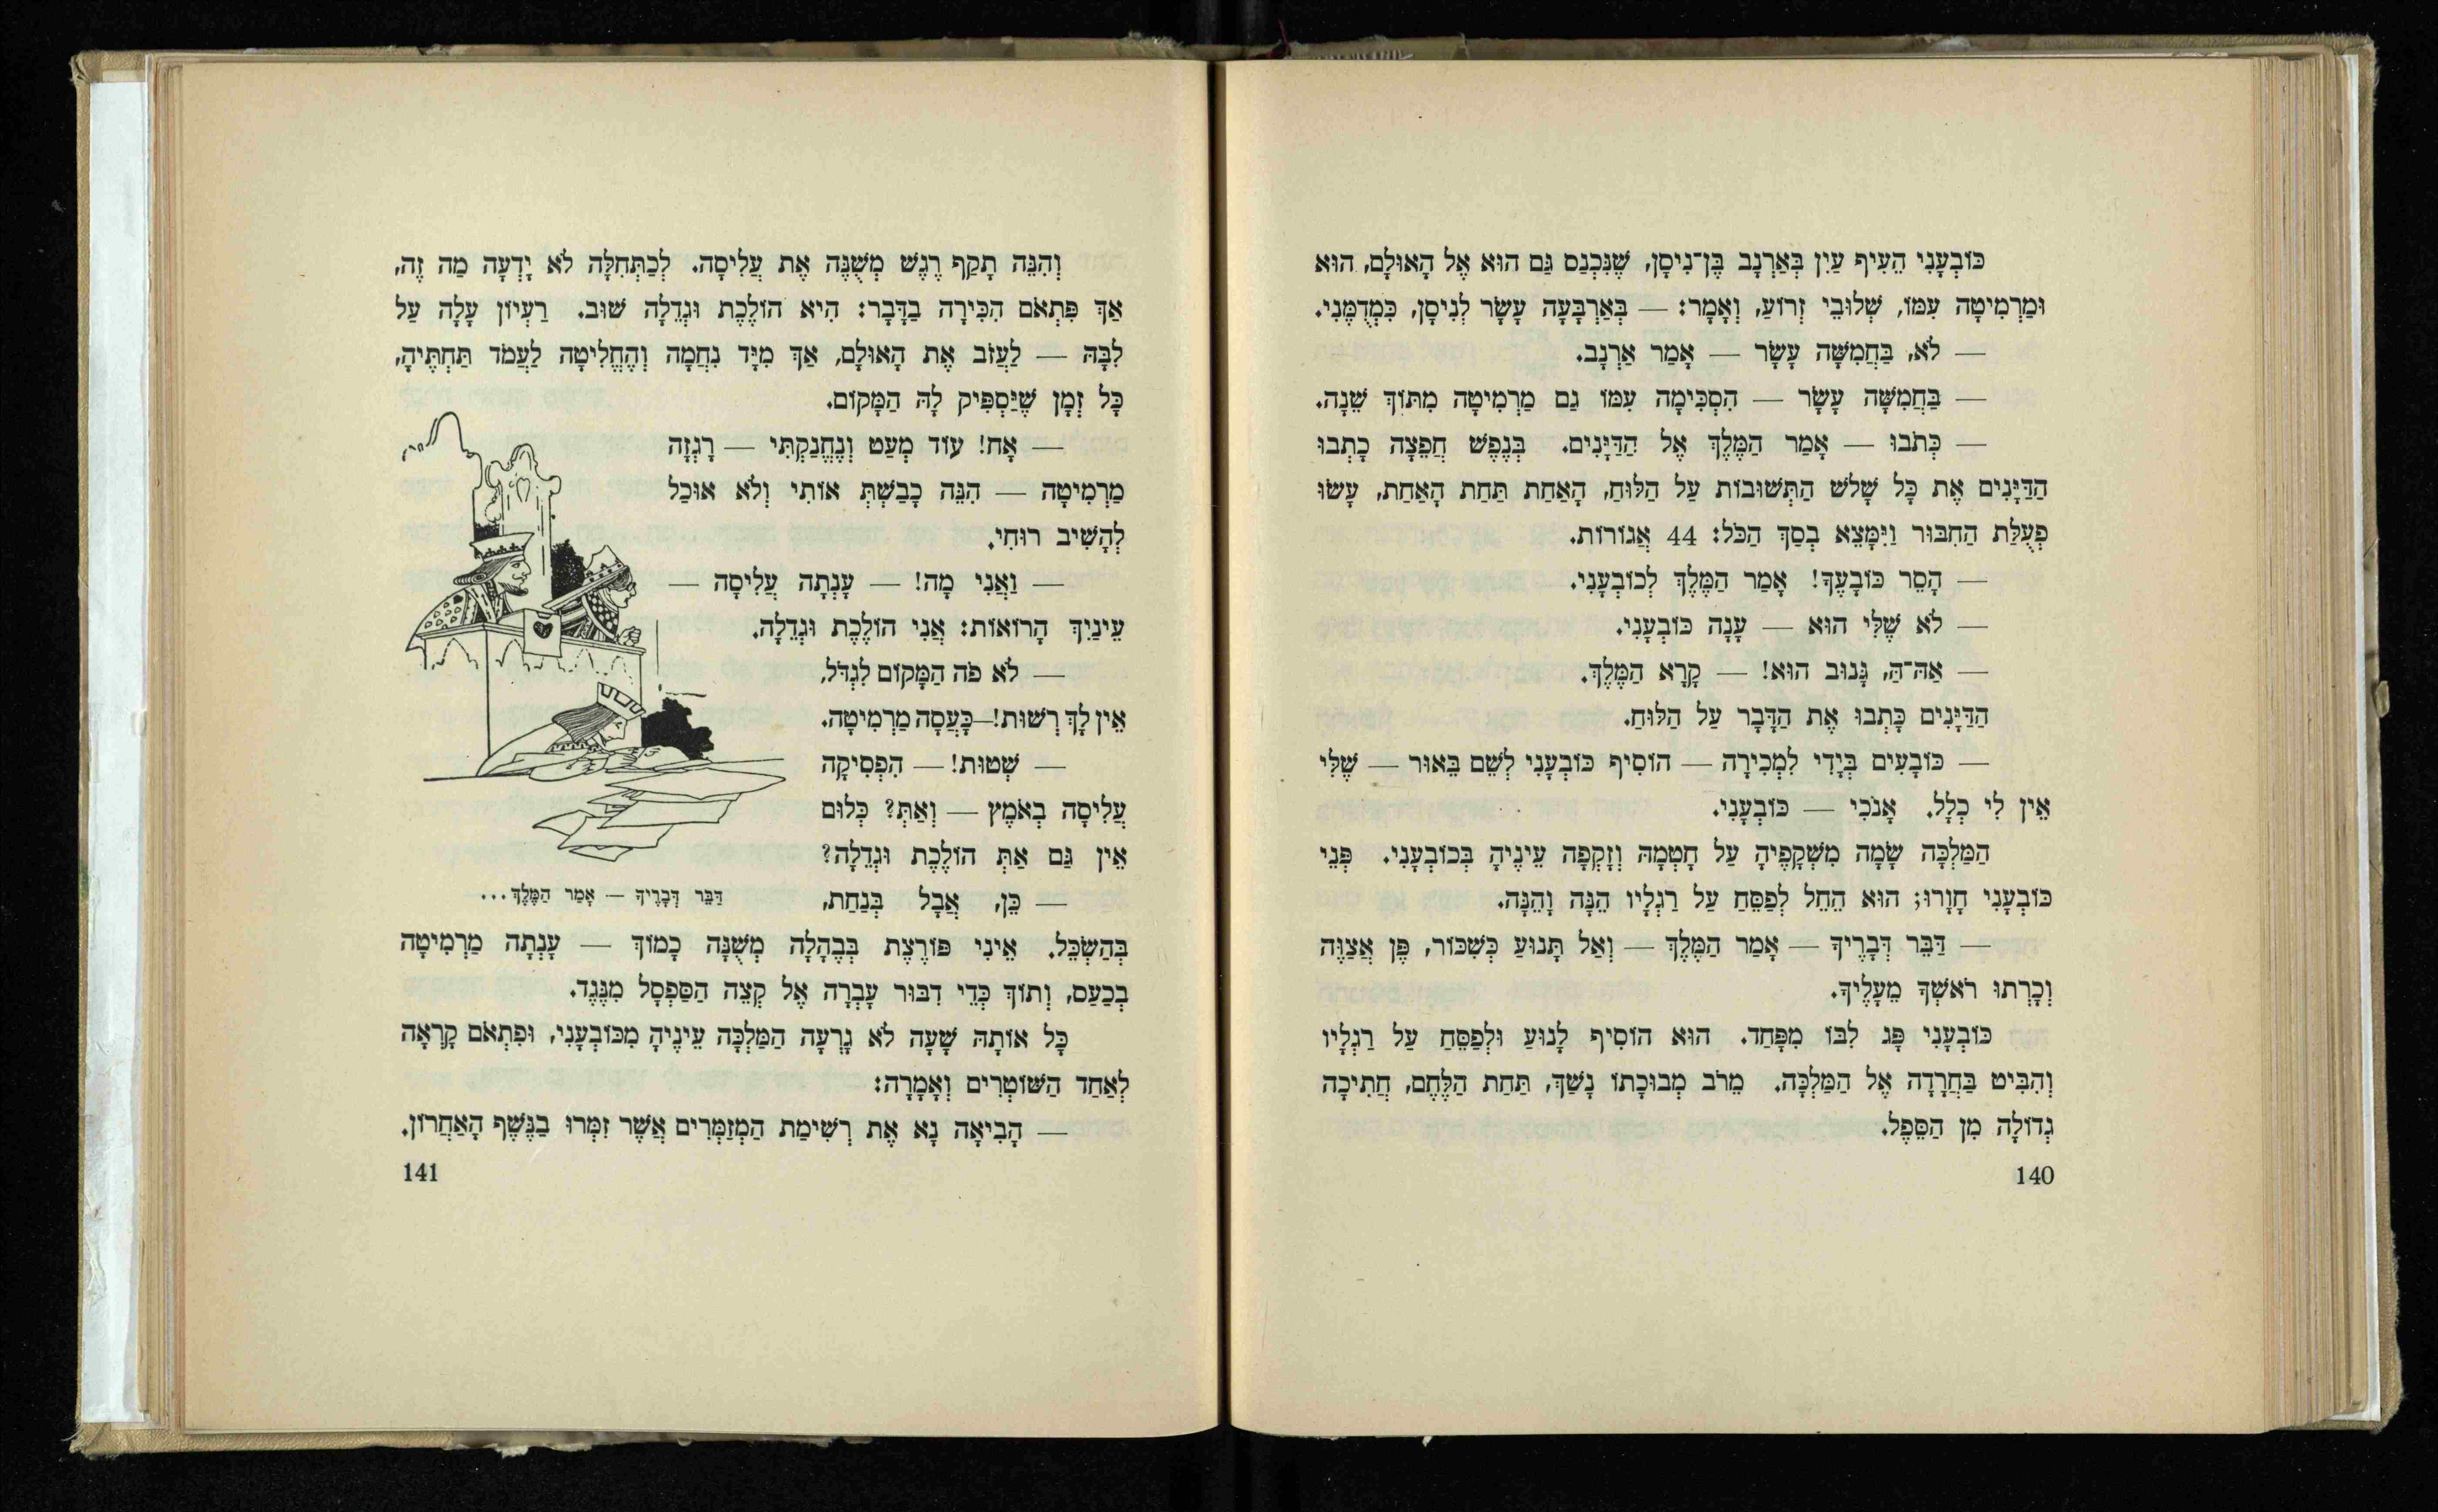 כּוֹבְעָנִי הֵעִיף עַיִן בְּאַרְנָב בֶּן־נִיסָן, שֶׁנִּכְנַס גַּם הוּא אֶל הָאוּלָם, הוּא
וּמַרְמִיטָה עִמּוֹ, שְׁלוּבֵי זְרוֹעַ, וְאָמַר: — בְּאַרְבָּעָה עָשָׂר לְנִיסָן, כִּמְדֻמֶּנִי.
— לֹא, בַּחֲמִשָּׁה עָשָׂר — אָמַר אַרְנָב.
— בַּחֲמִשָּׁה עָשָׂר — הִסְכִּימָה עִמּוֹ גַם מַרְמִיטָה מִתּוֹךְ שֵׁנָה.
— כְּתֹבוּ — אָמַר הַמֶּלֶךְ אֶל הַדַּיָּנִים. בְּנֶפֶשׁ חֲפֵצָה כָתְבוּ
הַדַּיָּנִים אֶת כָּל שָׁלֹשׁ הַתְּשׁוּבוֹת עַל הַלּוּחַ, הָאַחַת תַּחַת הָאַחַת, עָשׂוּ
פְעֻלַּת הַחִבּוּר וַיִּמָּצֵא בְסַךְ הַכֹּל: 44 אֲגוֹרוֹת.
— הָסֵר כּוֹבָעֶךָ! אָמַר הַמֶּלֶךְ לְכוֹבְעָנִי.
— לֹא שֶׁלִּי הוּא — עָנָה כּוֹבְעָנִי.
— אַהּ־הַּ, גָּנוּב הוּא! — קָרָא הַמֶּלֶךְ.
הַדַּיָּנִים כָּתְבוּ אֶת הַדָּבָר עַל הַלּוּחַ.
— כּוֹבָעִים בְּיָדִי לִמְכִירָה — הוֹסִיף כּוֹבְעָנִי לְשֵׁם בֵּאוּר — שֶׁלִּי
אֵין לִי כְלָל. אָנֹכִי — כּוֹבְעָנִי.
הַמַּלְכָּה שָׂמָה מִשְׁקָפֶיהָ עַל חָטְמָהּ וְזָקְפָה עֵינֶיהָ בְּכוֹבְעָנִי. פְּנֵי
כּוֹבְעָנִי חָוְרוּ; הוּא הֵחֵל לְפַסֵּחַ עַל רַגְלָיו הֵנָּה וָהֵנָּה.
— דַּבֵּר דְּבָרֶיךָ — אָמַר הַמֶּלֶךְ — וְאַל תָּנוּעַ כְּשִׁכּוֹר, פֶּן אֲצַוֶּה
וְכָרְתוּ רֹאשְׁךָ מֵעָלֶיךָ.
כּוֹבְעָנִי פָּג לִבּוֹ מִפָּחַד. הוּא הוֹסִיף לָנוּעַ וּלְפַסֵּחַ עַל רַגְלָיו
וְהִבִּיט בַּחֲרָדָה אֶל הַמַּלְכָּה. מֵרֹב מְבוּכָתוֹ נָשַׁךְ, תַּחַת הַלֶּחֶם, חֲתִיכָה
גְדוֹלָה מִן הַסֵּפֶל.
140
וְהִנֵּה תָקַף רֶגֶשׁ מְשֻׁנֶּה אֶת עֲלִיסָה. לְכַתְּחִלָּה לֹא יָדְעָה מַה זֶּה,
אַךְ פִּתְאֹם הִכִּירָה בַדָּבָר: הִיא הוֹלֶכֶת וּגְדֵלָה שׁוּב. רַעְיוֹן עָלָה עַל
לִבָּהּ — לַעֲזֹב אֶת הָאוּלָם, אַךְ מִיָּד נִחֲמָה וְהֶחֱלִיטָה לַעֲמֹד תַּחְתֶּיהָ,
כָּל זְמָן שֶׁיַּסְפִּיק לָהּ הַמָּקוֹם.
— אָח! עוֹד מְעַט וְנֶחֱנַקְתִּי — רָגְזָה
מַרְמִיטָה — הִנֵּה כָבַשְׁתְּ אוֹתִי וְלֹא אוּכַל
לְהָשִׁיב רוּחִי.
— וַאֲנִי מָה! — עָנְתָה עֲלִיסָה —
עֵינַיִךְ הָרוֹאוֹת: אֲנִי הוֹלֶכֶת וּגְדֵלָה.
— לֹא פֹה הַמָּקוֹם לִגְדֹּל,
אֵין לָךְ רְשׁוּת!—כָּעֲסָה מַרְמִיטָה.
— שְׁטוּת! — הִפְסִיקָה
עֲלִיסָה בְאֹמֶץ — וְאַתְּ? כְּלוּם
אֵין גַּם אַתְּ הוֹלֶכֶת וּגְדֵלָה?
— כֵּן, אֲבָל בְּנַחַת,
בְּהַשְׂכֵּל. אֵינִי פּוֹרֶצֶת בְּבֶהָלָה מְשֻׁנָּה כָמוֹךְ — עָנְתָה מַרְמִיטָה
בְכַעַס, וְתוֹךְ כְּדֵי דִבּוּר עָבְרָה אֶל קְצֵה הַסַּפְסָל מִנֶּגֶד.
כָּל אוֹתָהּ שָׁעָה לֹא גָרְעָה הַמַּלְכָּה עֵינֶיהָ מִכּוֹבְעָנִי, וּפִתְאֹם קָרְאָה
לְאַחַד הַשּׁוֹטְרִים וְאָמָרָה:
— הָבִיאָה נָא אֶת רְשִׁימַת הַמְזַמְּרִים אֲשֶׁר זִמְּרוּ בַנֶּשֶׁף הָאַחֲרוֹן.
דַּבֵּר דְּבָרֶיךָ — אָמַר הַמֶּלֶךְ...
141